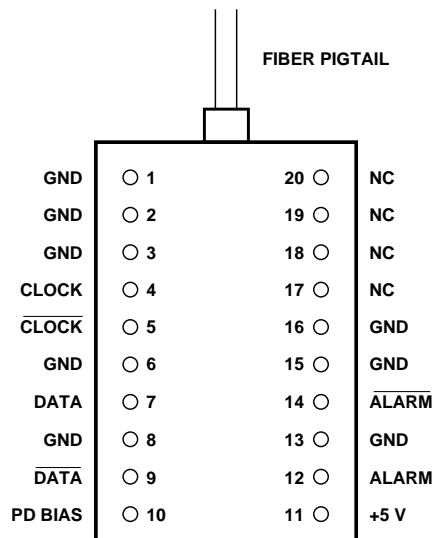 FIBER PIGTAIL
GND 1 20 NC
GND 2 19 NC
GND 3 18 NC
CLOCK 4 17 NC
CLOCK 5 16 GND
GND 6 15 GND
DATA 7 14 ALARM
GND 8 13 GND
DATA 9 12 ALARM
PD BIAS 10 11 +5 V